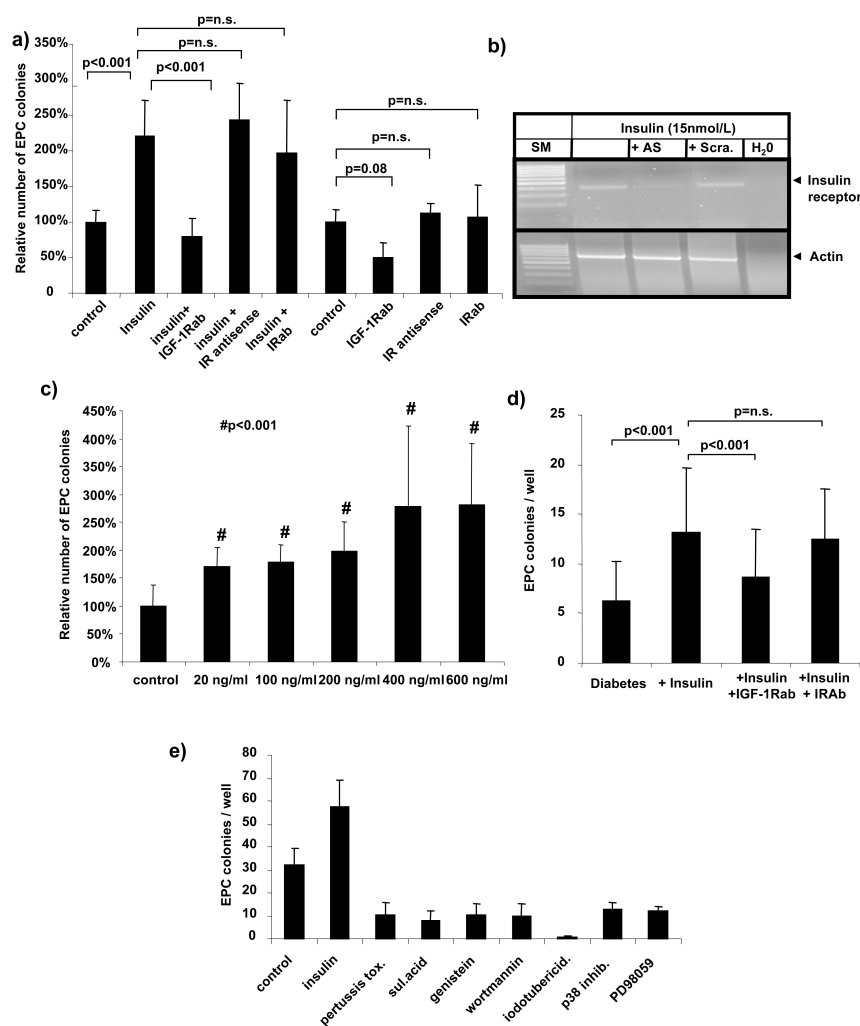 a)
p=n.s.
p=n.s.
p<0.001
p<0.001
p=n.s.
p=n.s.
p=0.08
Relative number of EPC colonies
350%
300%
250%
200%
150%
100%
50%
0
control
Insulin
insulin+
IGF-1Rab
insulin +
IR antisense
Insulin +
IRab
control
IGF-1Rab
IR antisense
IRab
b)
Insulin (15nmol/L)
SM
+ AS
+ Scra.
H20
Insulin
receptor
Actin
c)
Relative number of EPC colonies
450%
400%
350%
300%
250%
200%
150%
100%
50%
0%
#p<0.001
#
#
#
#
#
control
20 ng/ml
100 ng/ml
200 ng/ml
400 ng/ml
600 ng/ml
d)
p=n.s.
p<0.001
p<0.001
EPC colonies / well
25
20
15
10
5
0
Diabetes
+ Insulin
+Insulin
+IGF-1Rab
+Insulin
+ IRAb
e)
EPC colonies / well
80
70
60
50
40
30
20
10
0
control
insulin
pertussis tox.
sul.acid
genistein
wortmannin
iodotubericid.
p38 inhib.
PD98059